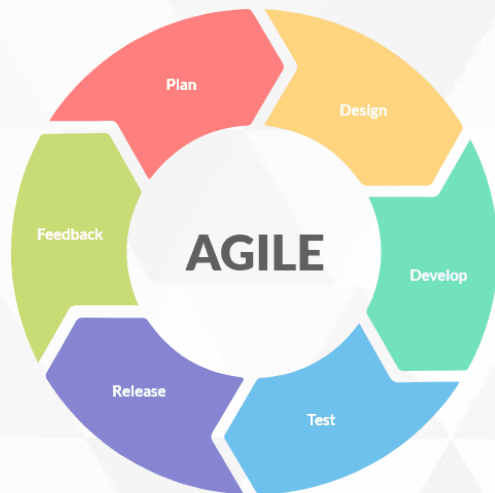 Plan
Design
Feedback
AGILE
Develop
Release
Test